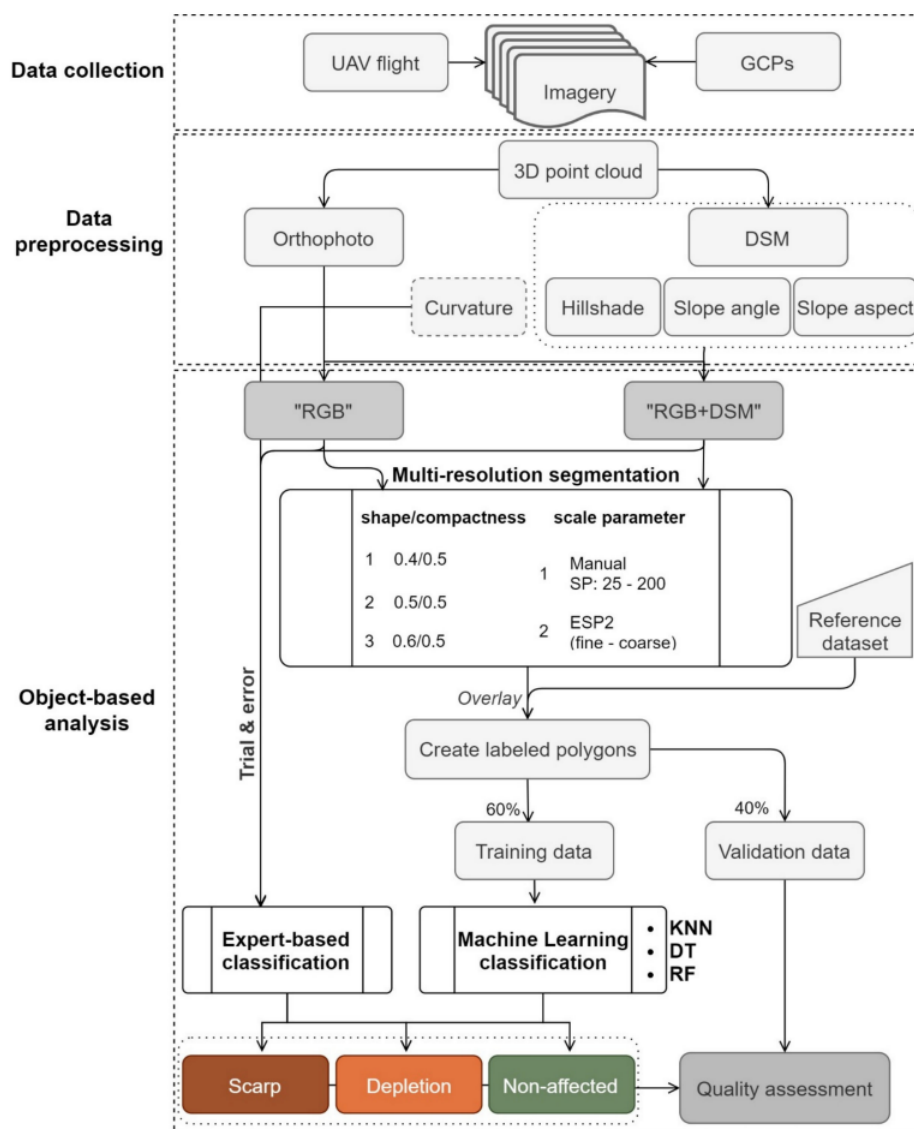 Data collection
UAV flight
Imagery
GCPs
Data
preprocessing
3D point cloud
Orthophoto
DSM
Curvature
Hillshade
Slope angle
Slope aspect
Object-based
analysis
"RGB"
"RGB+DSM"
Multi-resolution segmentation
shape/compactness
1 0.4/0.5
2 0.5/0.5
3 0.6/0.5
scale parameter
1 Manual
SP: 25 - 200
2 ESP2
(fine - coarse)
Reference
dataset
Trial & error
Overlay
Create labeled polygons
60%
40%
Training data
Validation data
Expert-based
classification
Machine Learning
classification
• KNN
• DT
• RF
Scarp
Depletion
Non-affected
Quality assessment